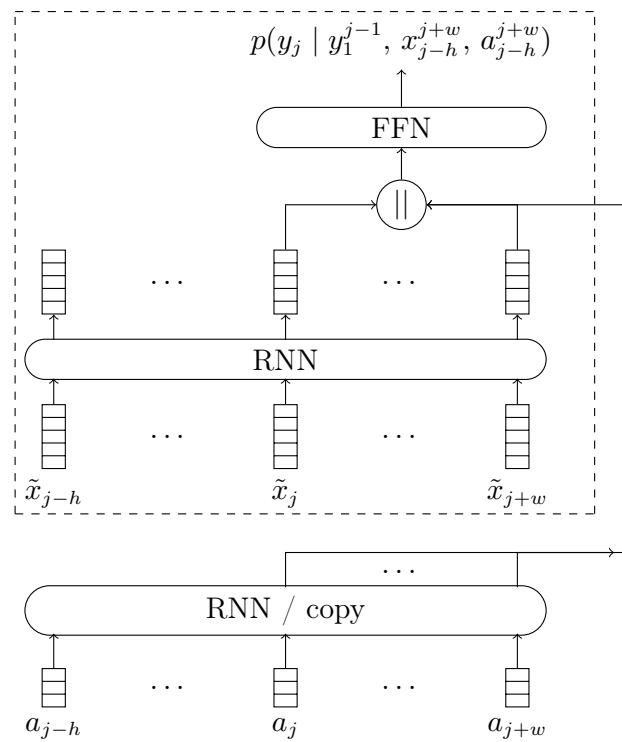 p(y_j | y_1^{j-1}, x_{j-h}^{j+w}, a_{j-h}^{j+w})
FFN
||
... ...
RNN
... ...
x̃_{j-h} x̃_j x̃_{j+w}
...
RNN / copy
... ...
a_{j-h} a_j a_{j+w}